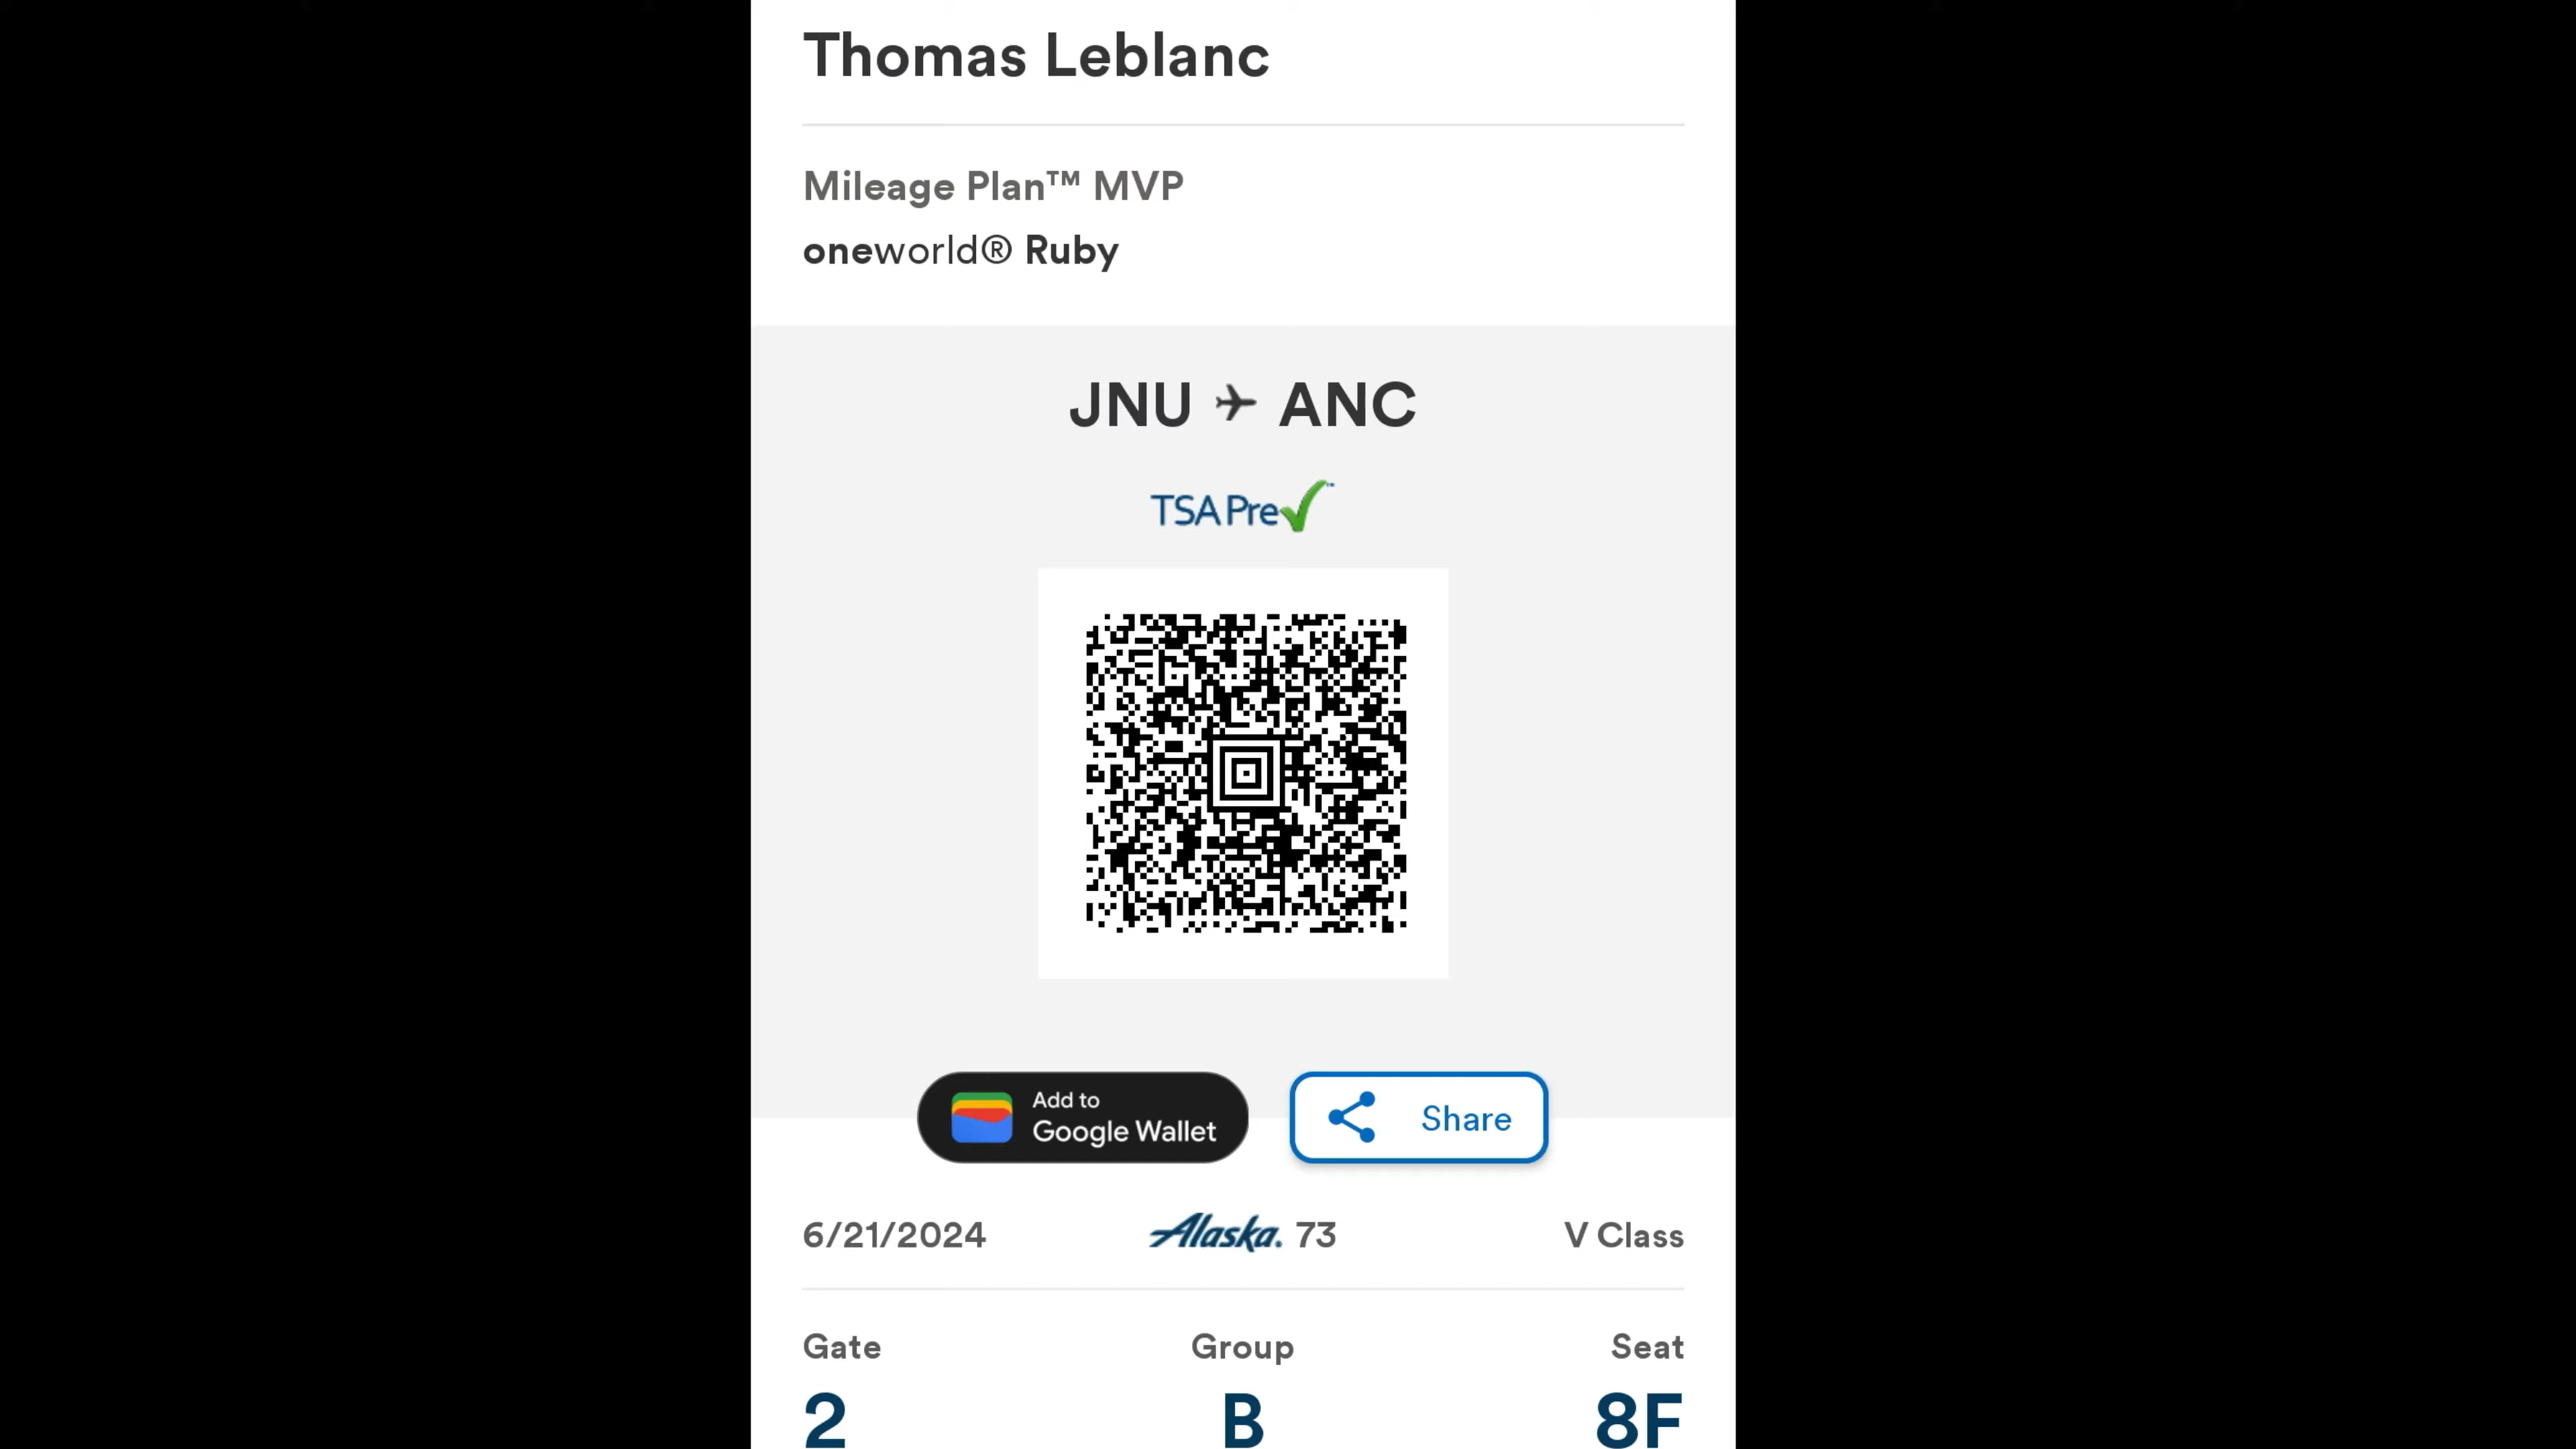 Thomas Leblanc
Mileage Plan™ MVP
oneworld® Ruby
JNU ANC
TSA Pre
Add to
Google Wallet
Share
6/21/2024 Alaska. 73 V Class
Gate Group Seat
2 B 8F